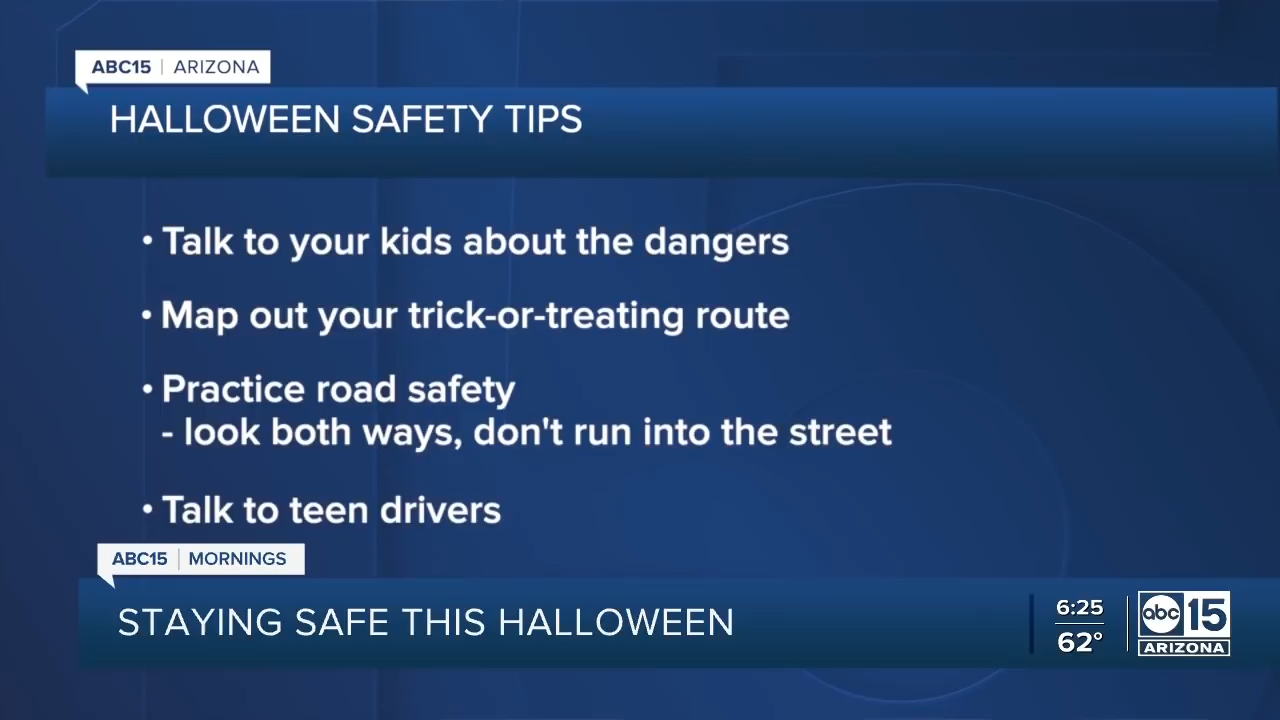 ABC15 | ARIZONA
HALLOWEEN SAFETY TIPS
• Talk to your kids about the dangers
• Map out your trick-or-treating route
• Practice road safety
- look both ways, don't run into the street
• Talk to teen drivers
ABC15 | MORNINGS
STAYING SAFE THIS HALLOWEEN
6:25
62°
abc 15
ARIZONA